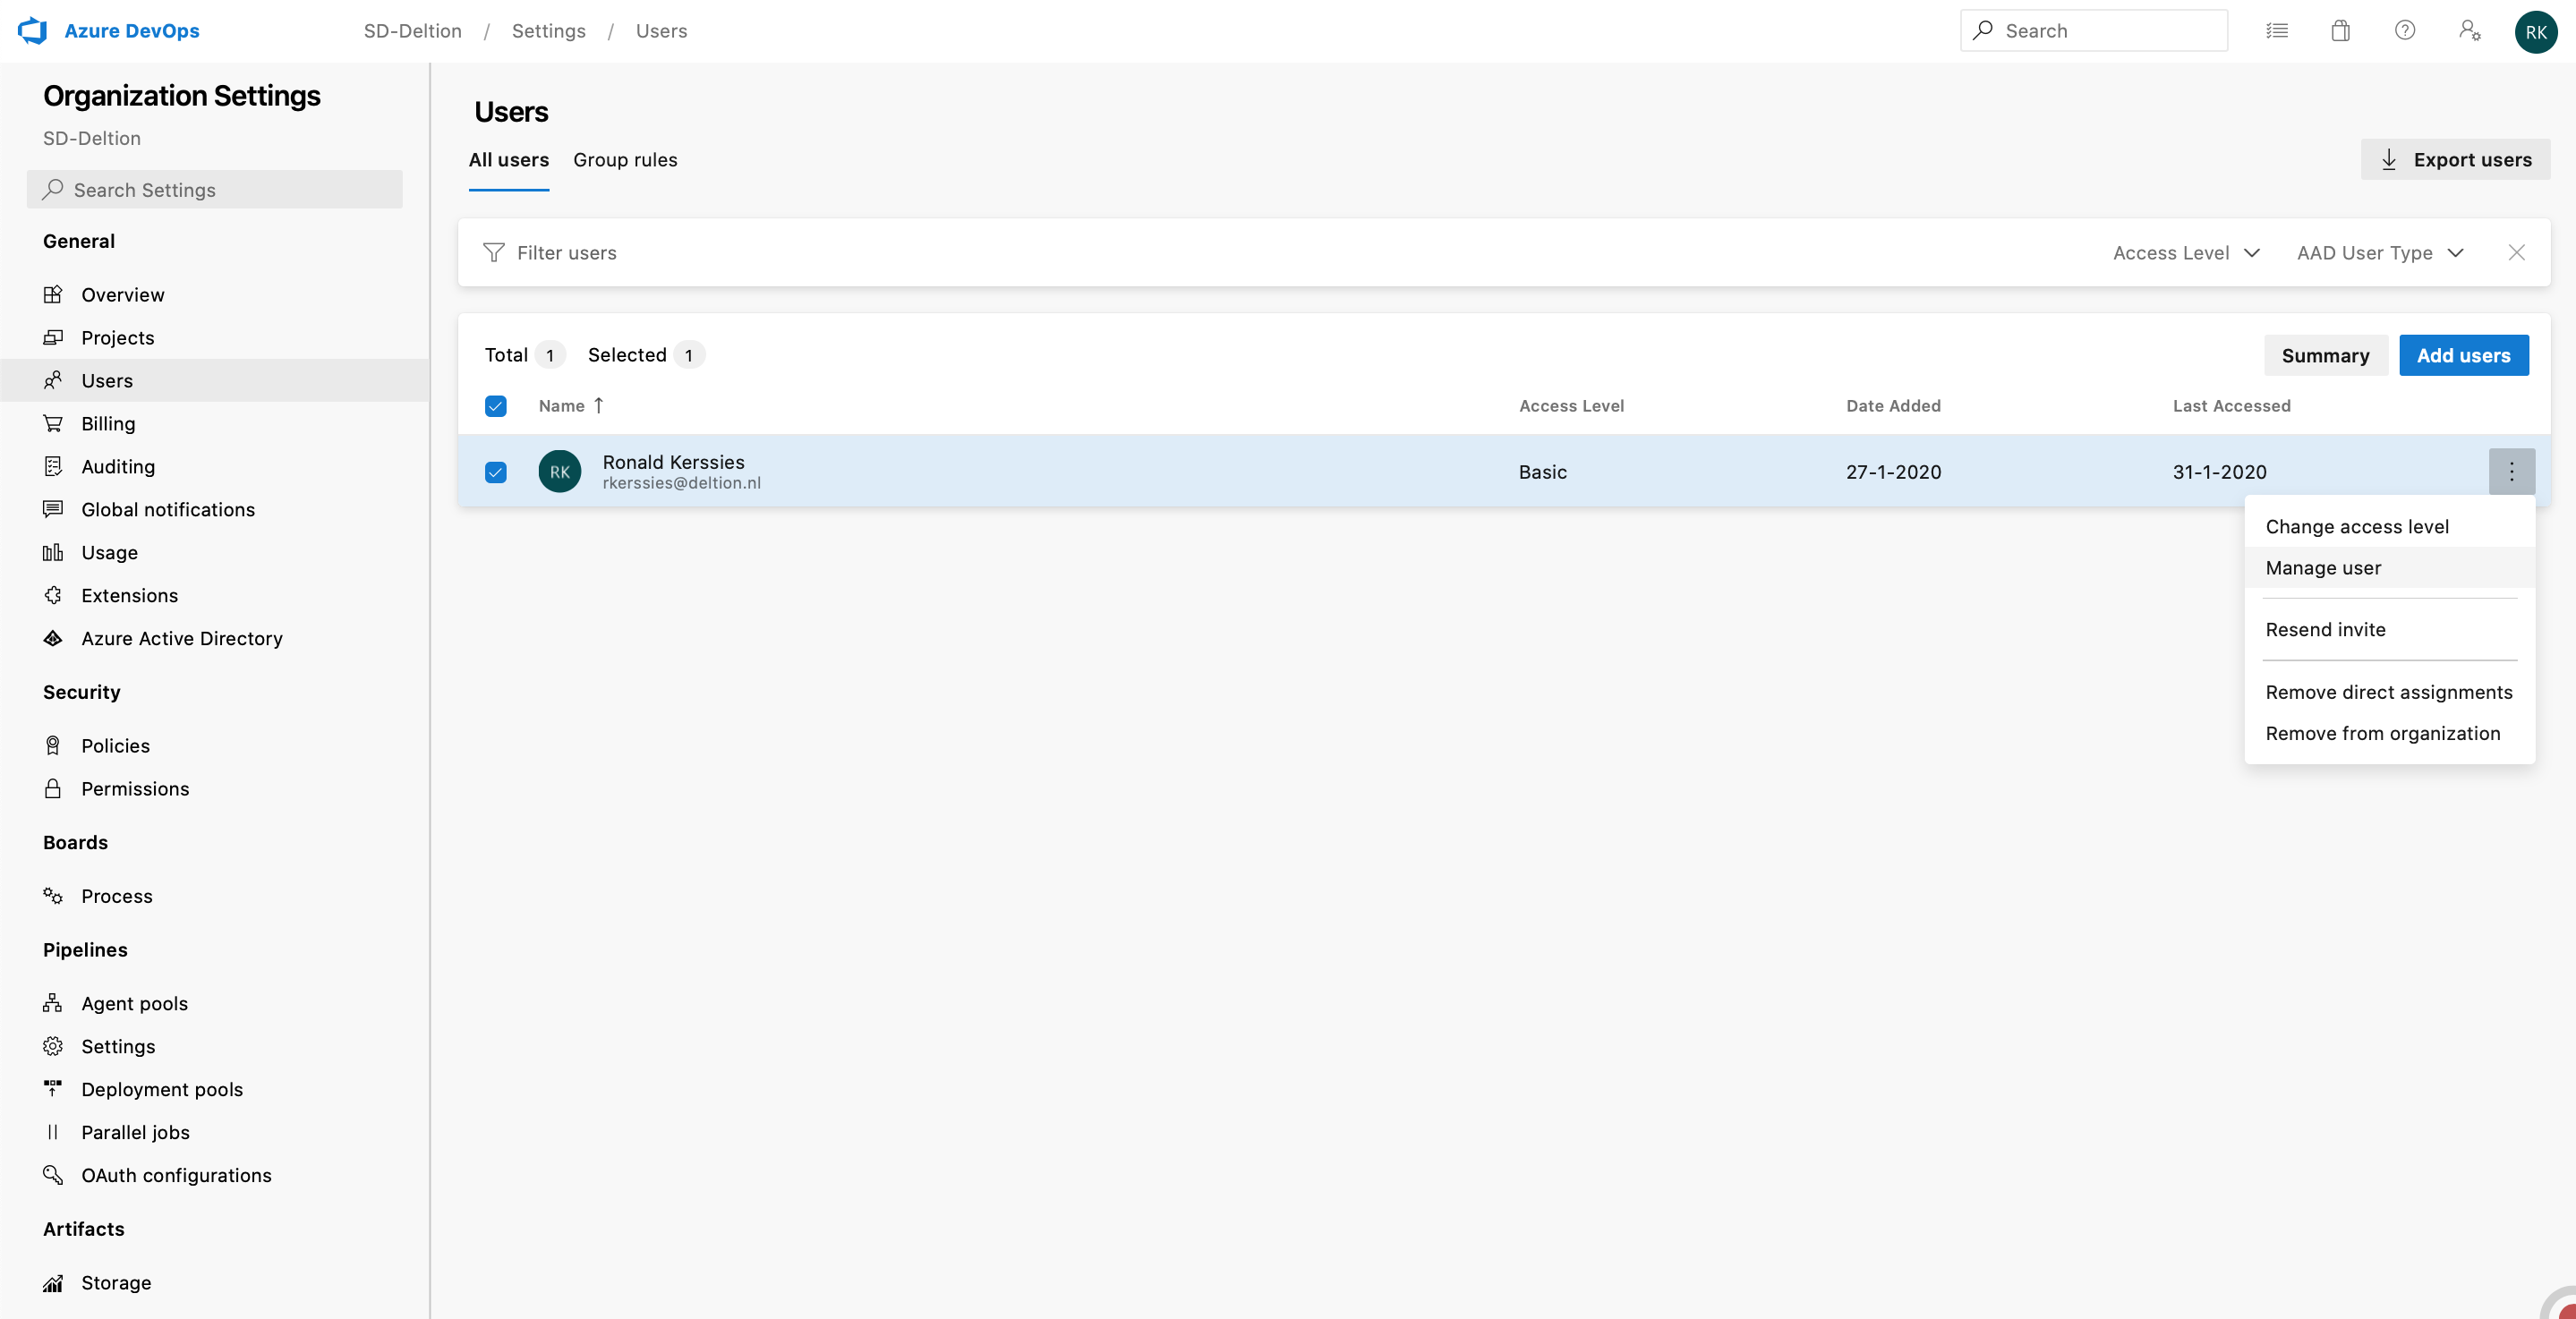 Azure DevOps
SD-Deltion / Settings / Users
Search
RK
Organization Settings
SD-Deltion
Search Settings
General
Overview
Projects
Users
Billing
Auditing
Global notifications
Usage
Extensions
Azure Active Directory
Security
Policies
Permissions
Boards
Process
Pipelines
Agent pools
Settings
Deployment pools
Parallel jobs
OAuth configurations
Artifacts
Storage
Users
All users Group rules
Export users
Filter users
Access Level
AAD User Type
Total 1 Selected 1
Summary
Add users
Name Access Level Date Added Last Accessed
RK
Ronald Kerssies
rkerssies@deltion.nl
Basic
27-1-2020
31-1-2020
Change access level
Manage user
Resend invite
Remove direct assignments
Remove from organization